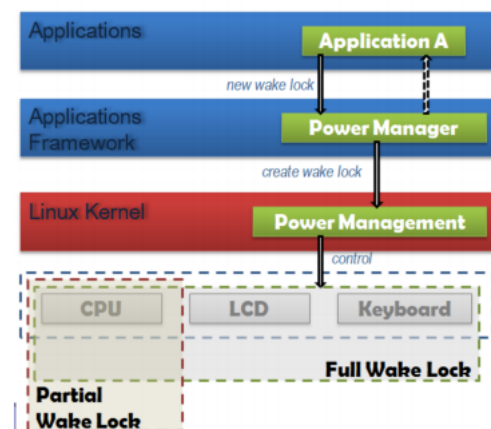 Applications
Application A
new wake lock
Applications
Framework
Power Manager
create wake lock
Linux Kernel
Power Management
control
CPU
LCD
Keyboard
Full Wake Lock
Partial
Wake Lock